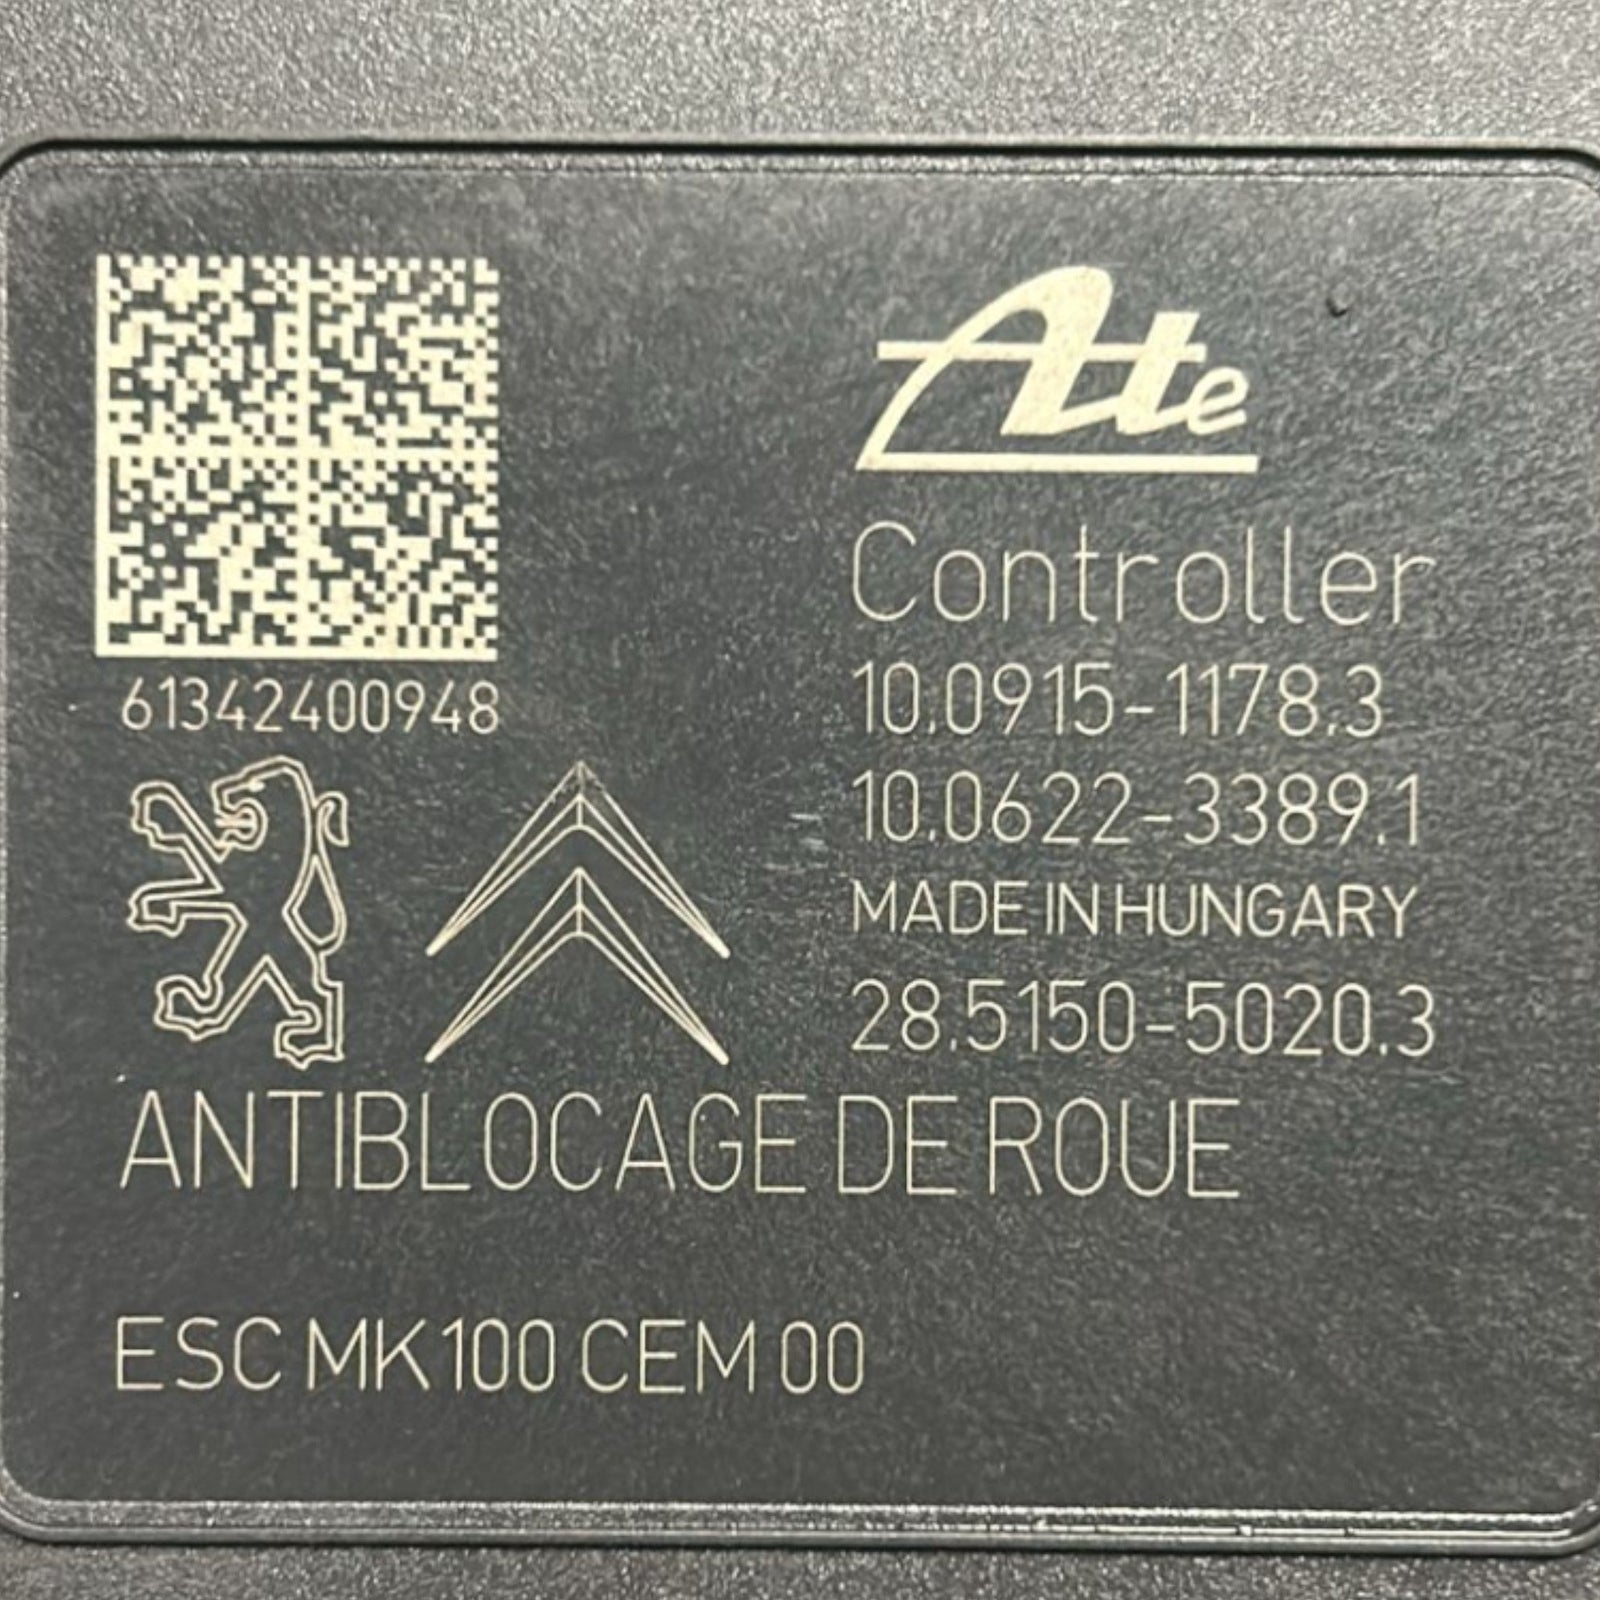 61342400948
Ate
Controller
10.0915-1178.3
10.0622-3389.1
MADE IN HUNGARY
28.5150-5020.3
ANTIBLOCAGE DE ROUE
ESC MK100 CEM 00